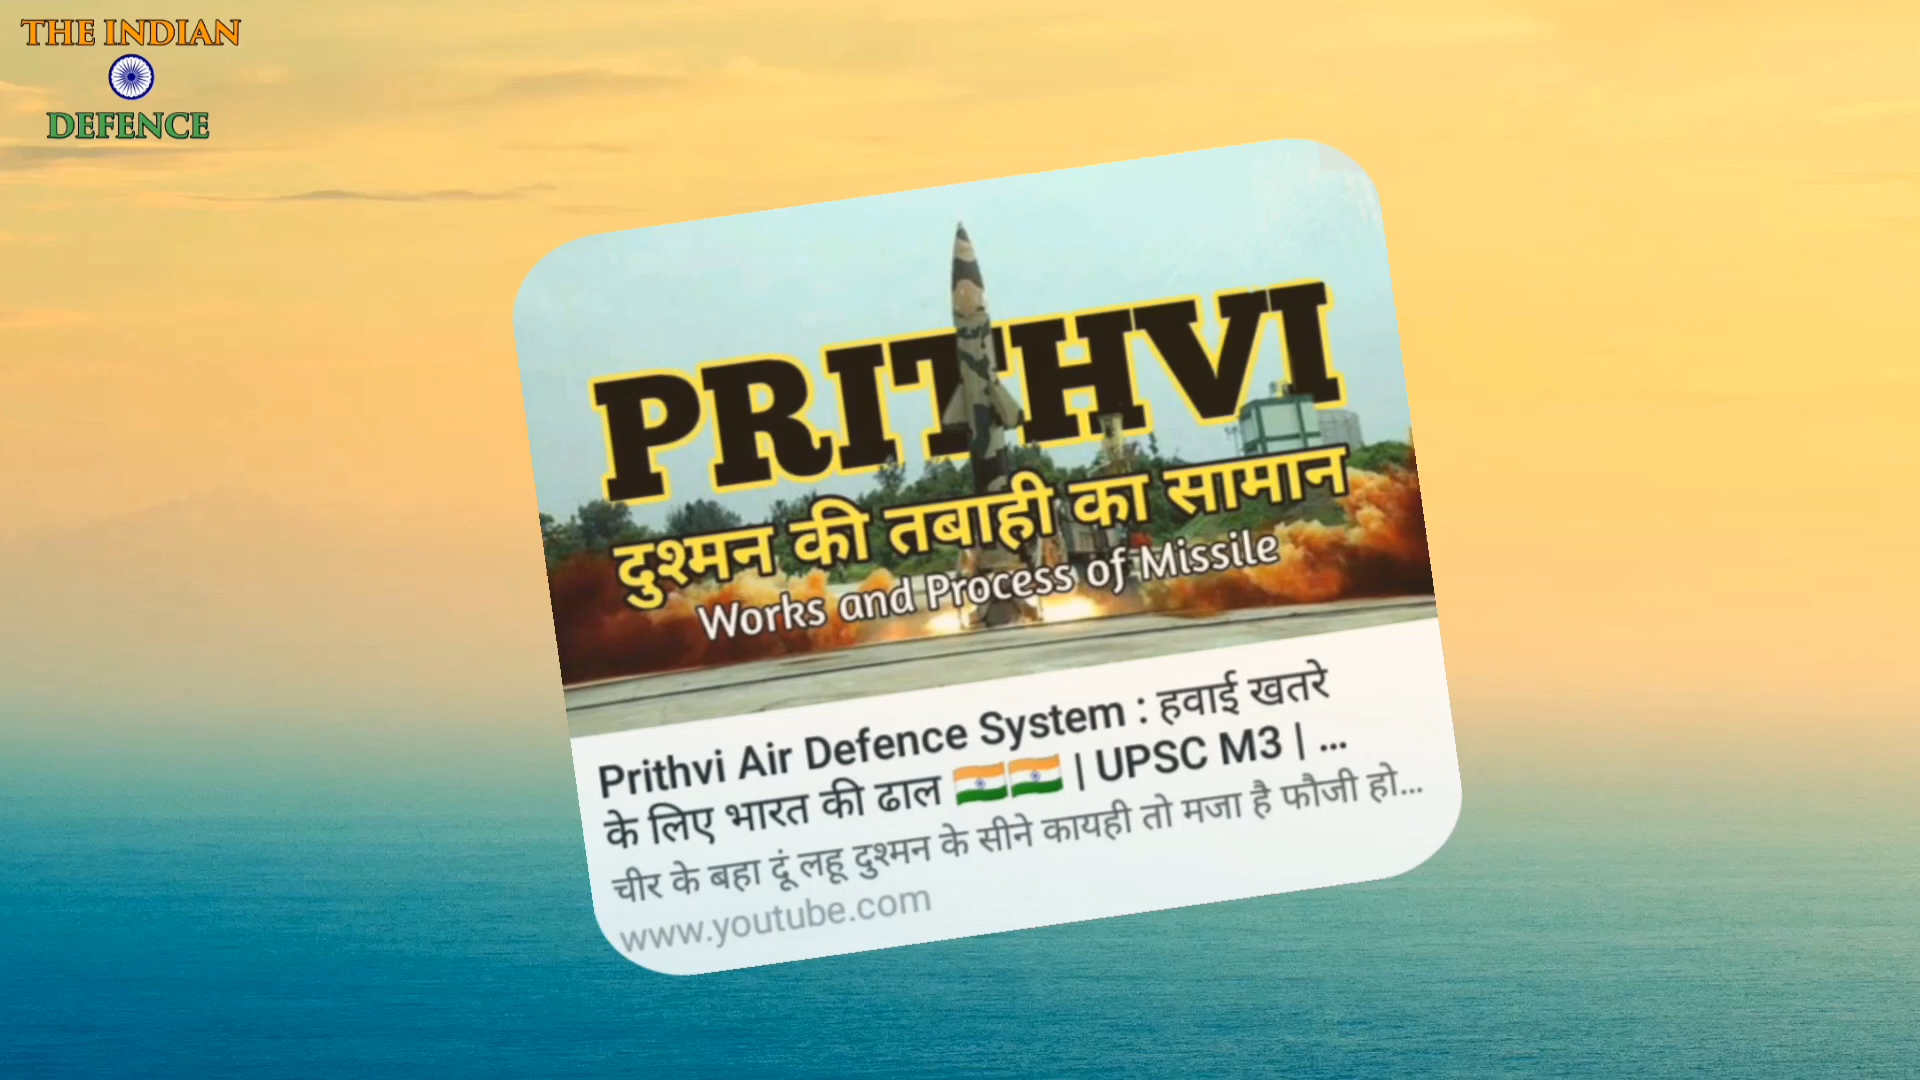 THE INDIAN
DEFENCE
PRITHVI
दुश्मन की तबाही का सामान
Works and Process of Missile
Prithvi Air Defence System : हवाई खतरे
के लिए भारत की ढाल 🇮🇳🇮🇳 | UPSC M3 | ...
चीर के बहा दूं लहू दुश्मन के सीने कायही तो मजा है फौजी हो...
www.youtube.com